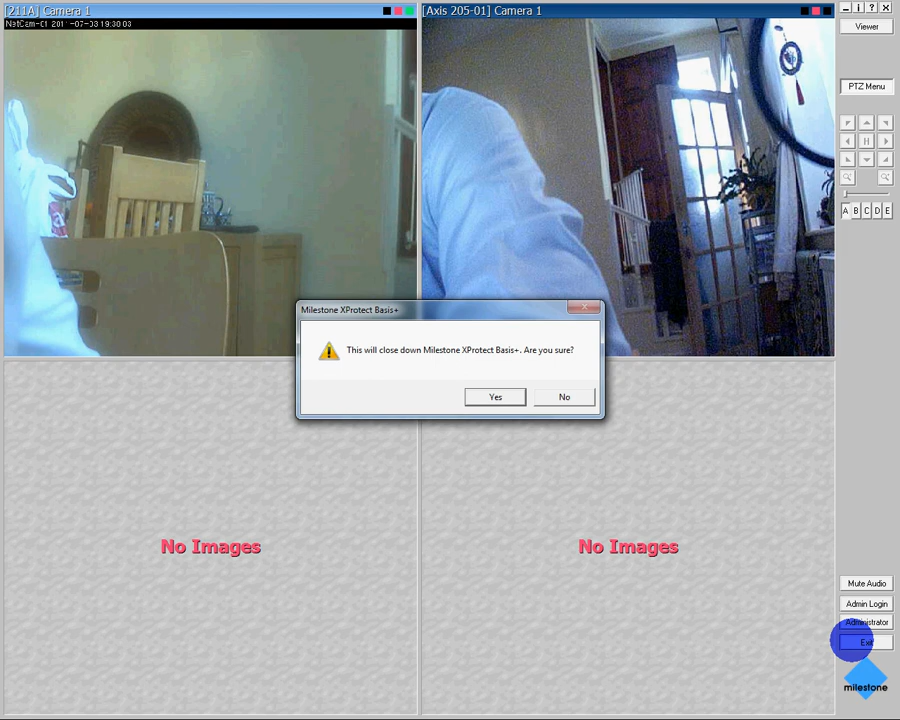 [211A] Camera 1
[Axis 205-01] Camera 1
Viewer
PTZ Menu
A B C D E
Milestone XProtect Basis+
This will close down Milestone XProtect Basis+. Are you sure?
Yes
No
No Images
No Images
Mute Audio
Admin Login
Administrator
Exit
milestone